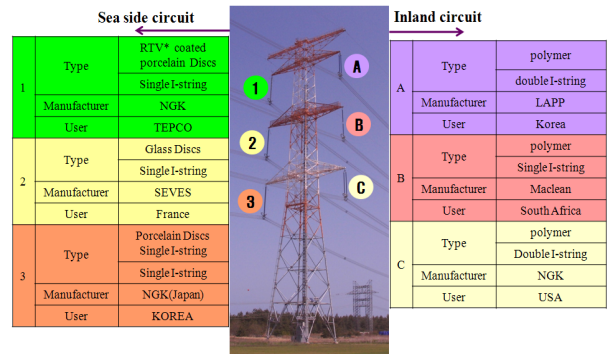 Sea side circuit
Inland circuit
1
Type
RTV* coated
porcelain Discs
Single I-string
Manufacturer
NGK
User
TEPCO
2
Type
Glass Discs
Single I-string
Manufacturer
SEVES
User
France
3
Type
Porcelain Discs
Single I-string
Single I-string
Manufacturer
NGK(Japan)
User
KOREA
1
2
3
A
B
C
A
Type
polymer
double I-string
Manufacturer
LAPP
User
Korea
B
Type
polymer
Single I-string
Manufacturer
Maclean
User
South Africa
C
Type
polymer
Double I-string
Manufacturer
NGK
User
USA